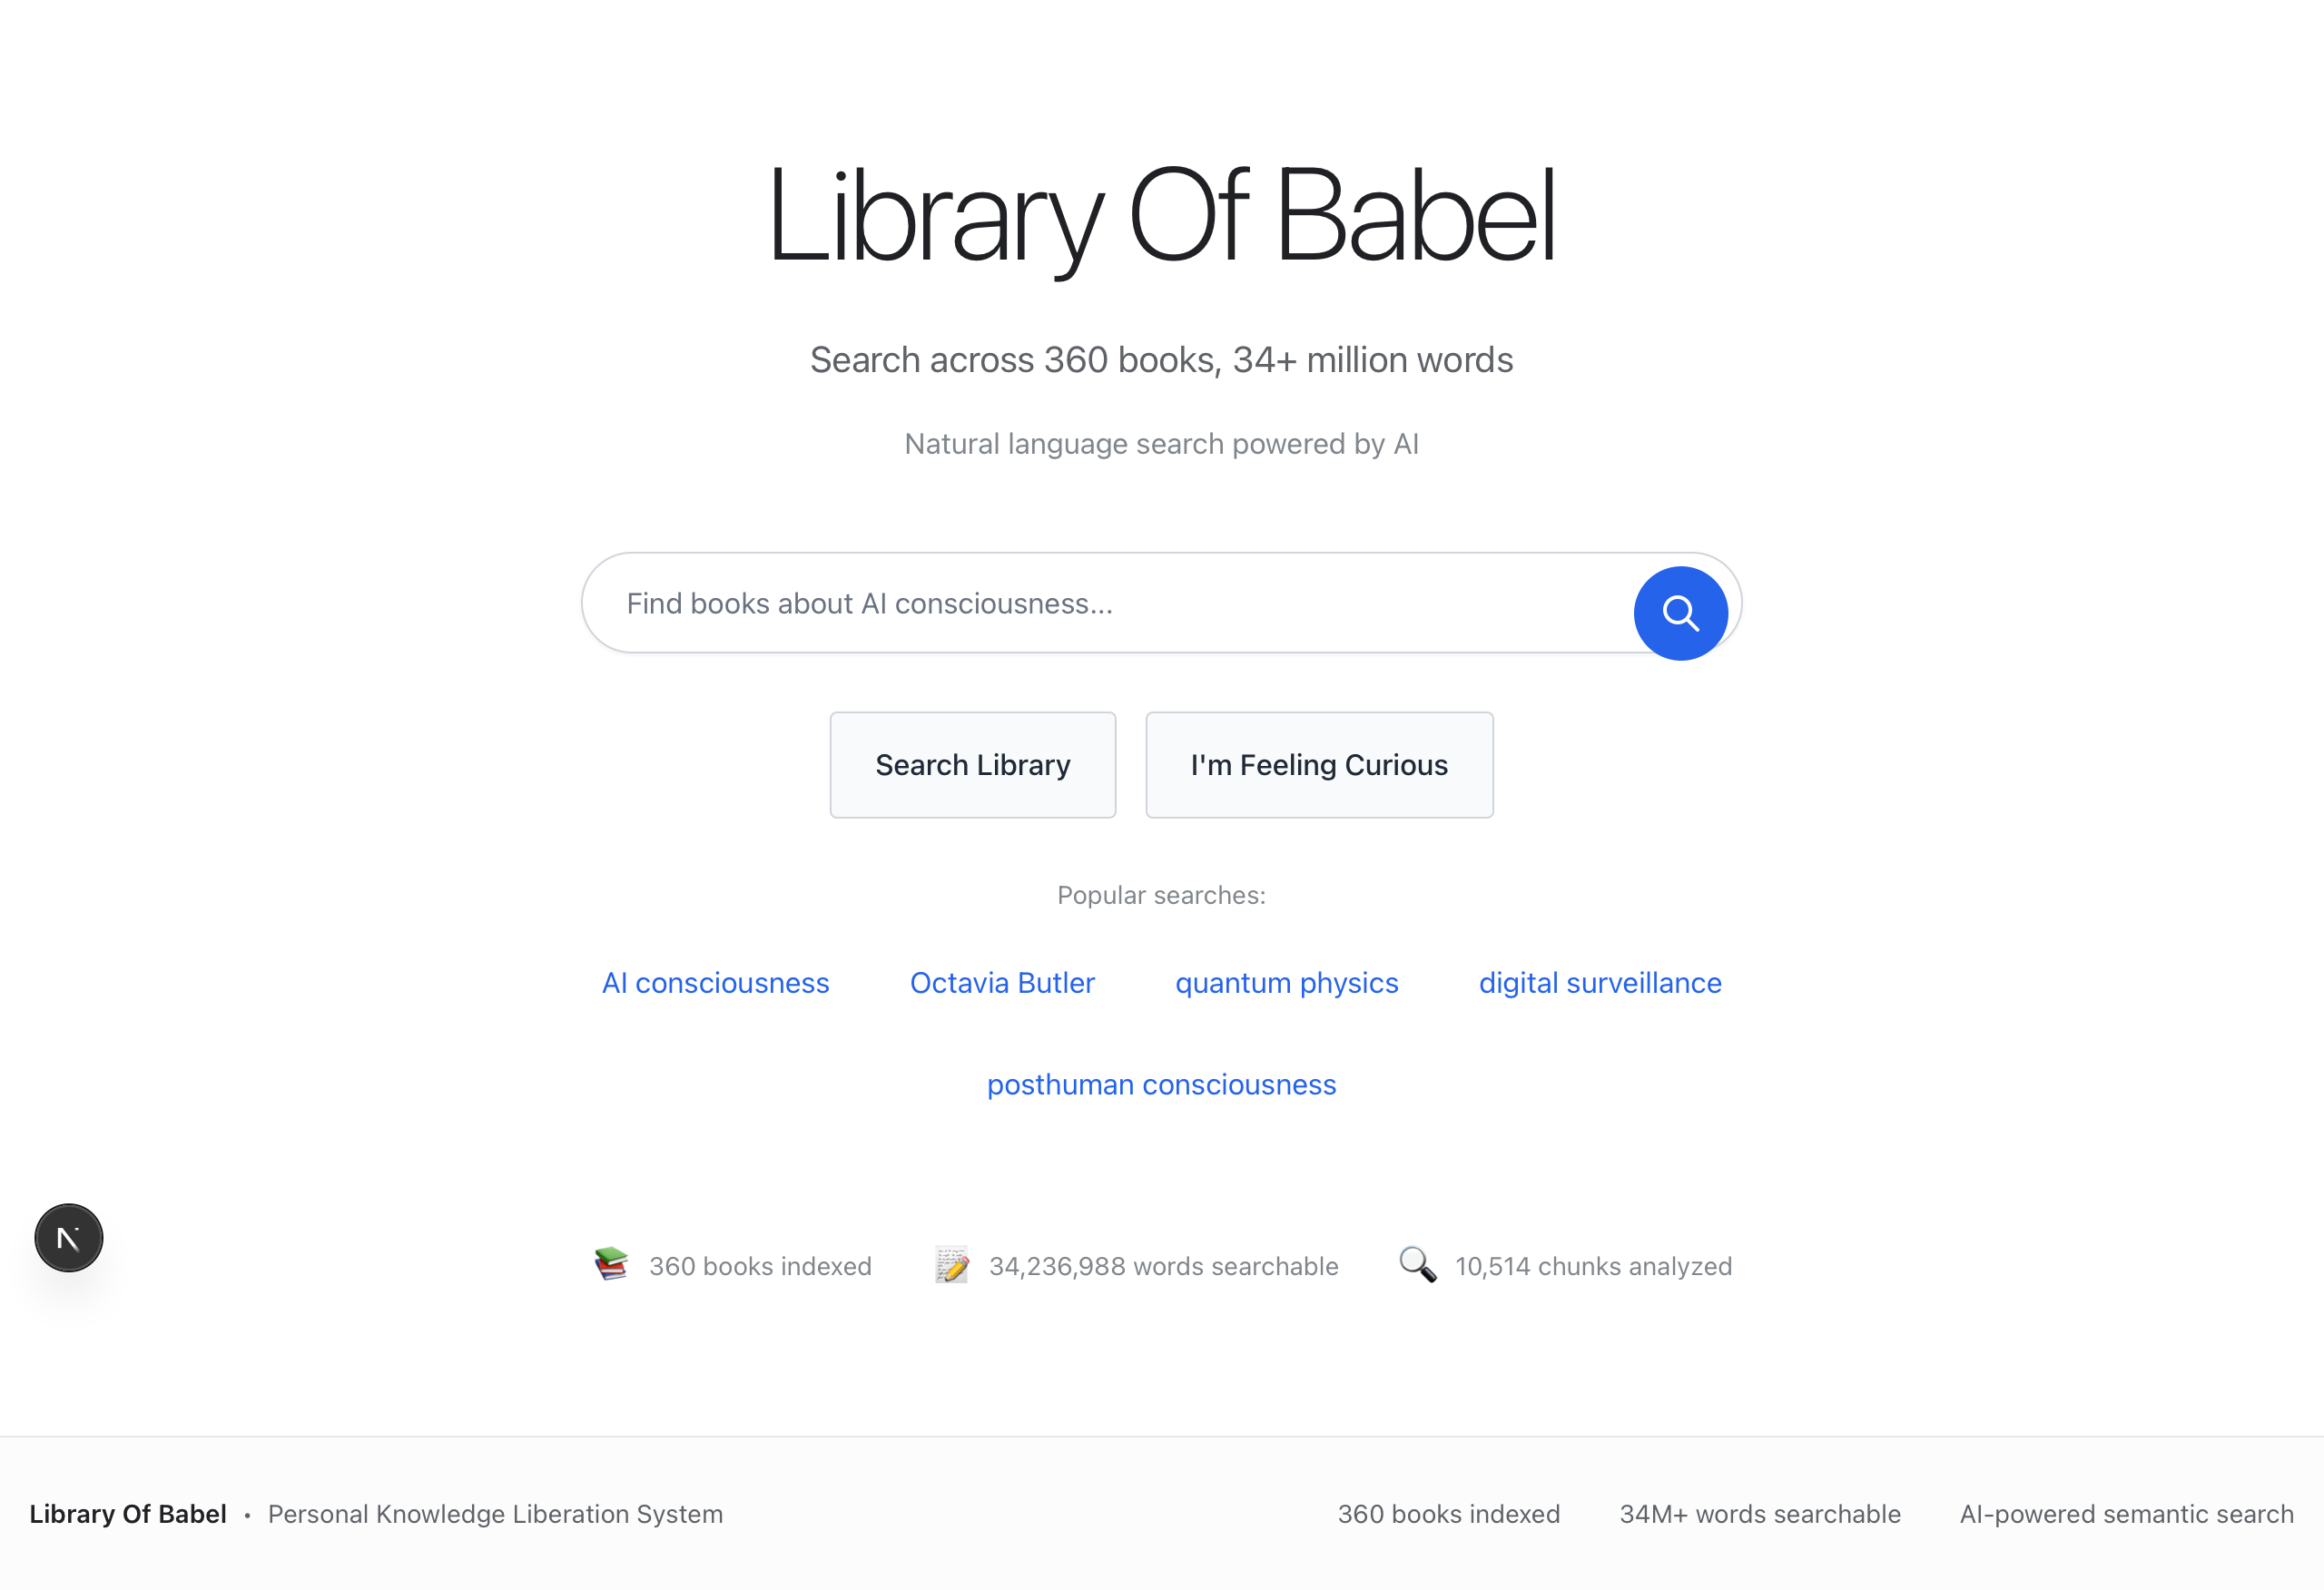 Library Of Babel
Search across 360 books, 34+ million words
Natural language search powered by AI
Find books about AI consciousness...
Search Library
I'm Feeling Curious
Popular searches:
AI consciousness Octavia Butler quantum physics digital surveillance
posthuman consciousness
N
360 books indexed 34,236,988 words searchable 10,514 chunks analyzed
Library Of Babel • Personal Knowledge Liberation System 360 books indexed 34M+ words searchable AI-powered semantic search